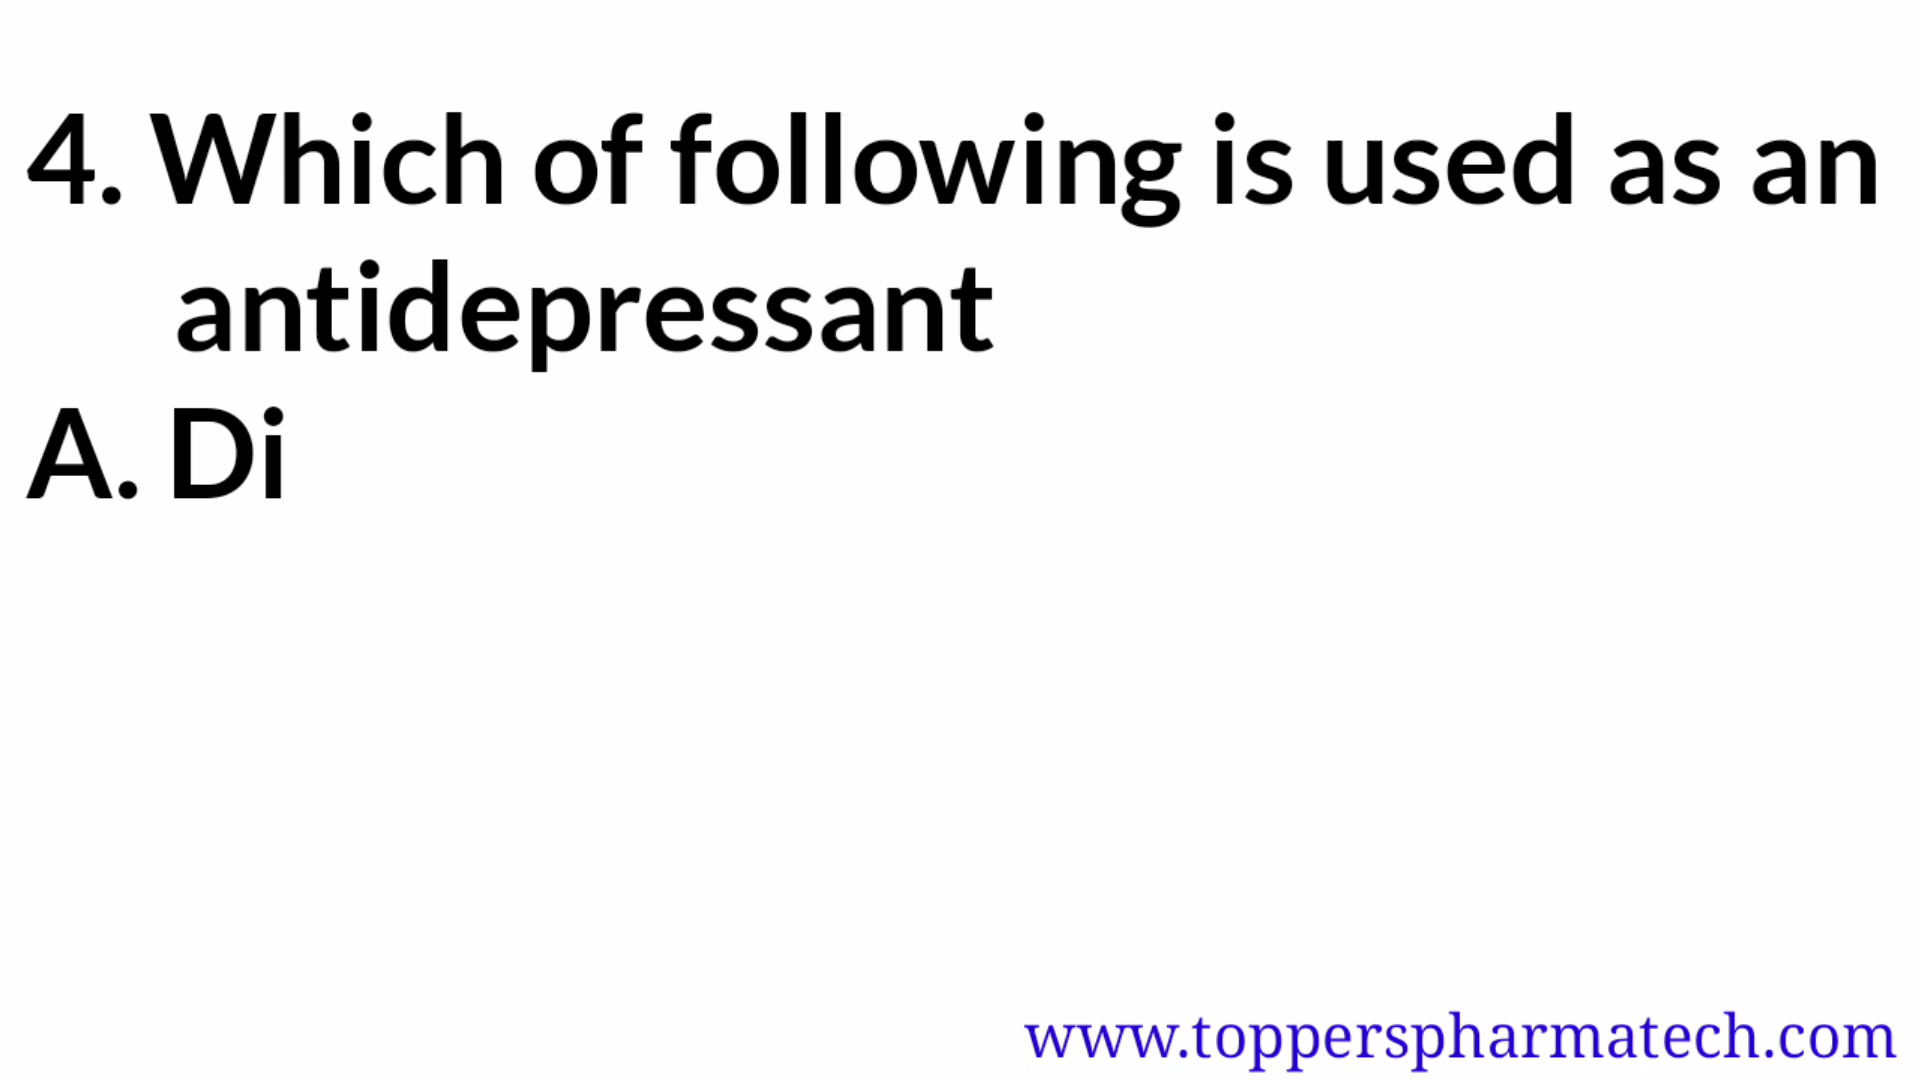 4. Which of following is used as an
antidepressant
A. Di
www.topperspharmatech.com